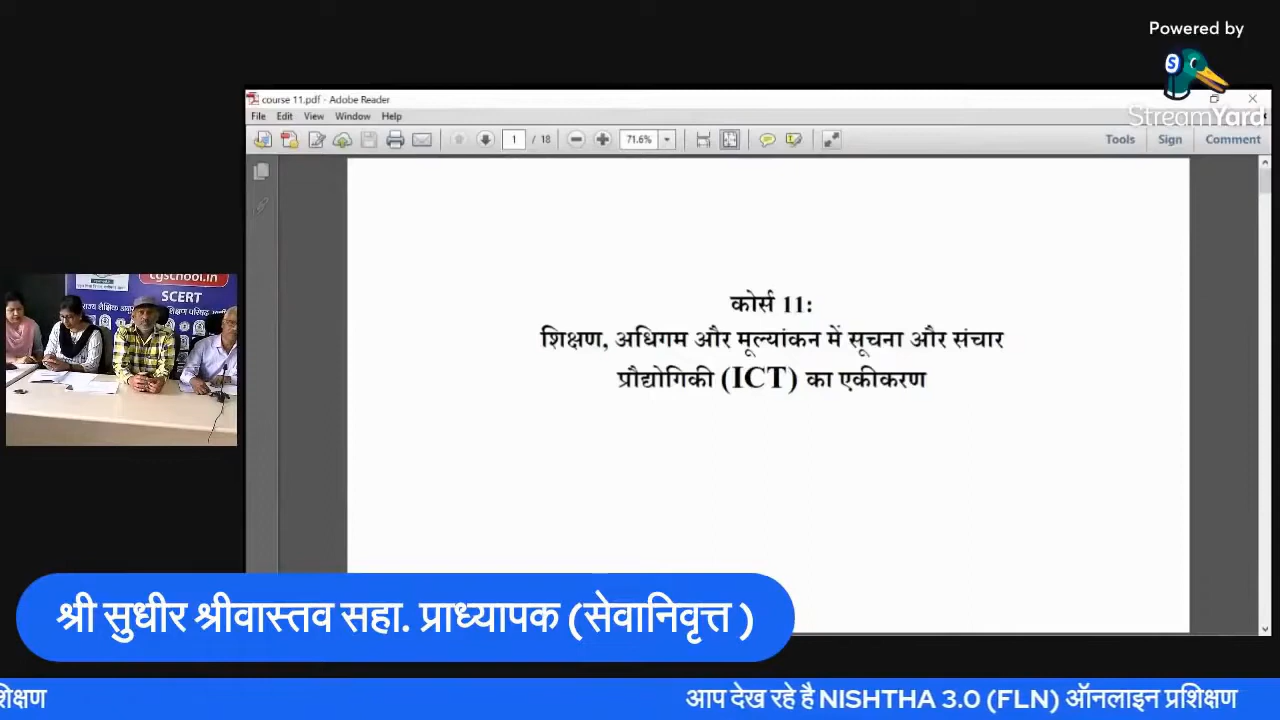 Powered by
StreamYard
course 11.pdf - Adobe Reader
File Edit View Window Help
1 / 18 71.6% Tools Sign Comment
कोर्स 11:
शिक्षण, अधिगम और मूल्यांकन में सूचना और संचार
प्रौद्योगिकी (ICT) का एकीकरण
cgschool.in
SCERT
श्री सुधीर श्रीवास्तव सहा. प्राध्यापक (सेवानिवृत्त )
शिक्षण आप देख रहे है NISHTHA 3.0 (FLN) ऑनलाइन प्रशिक्षण